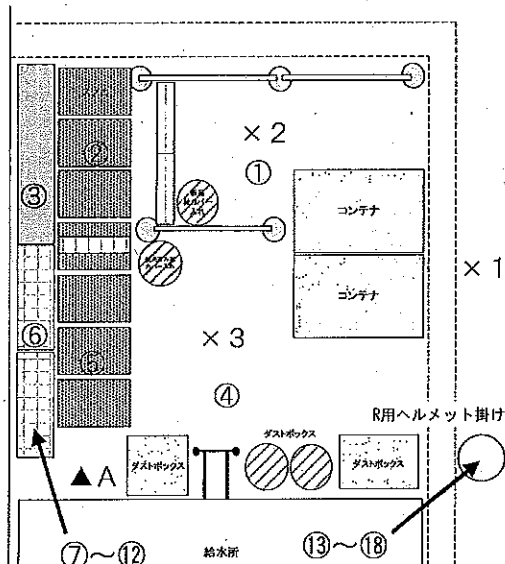 ×2
②
①
③
コンテナ
×1
コンテナ
⑥
×3
⑤
④
R用ヘルメット掛け
ダストボックス
ダストボックス
ダストボックス
▲A
⑦～⑫
給水所
⑬～⑱